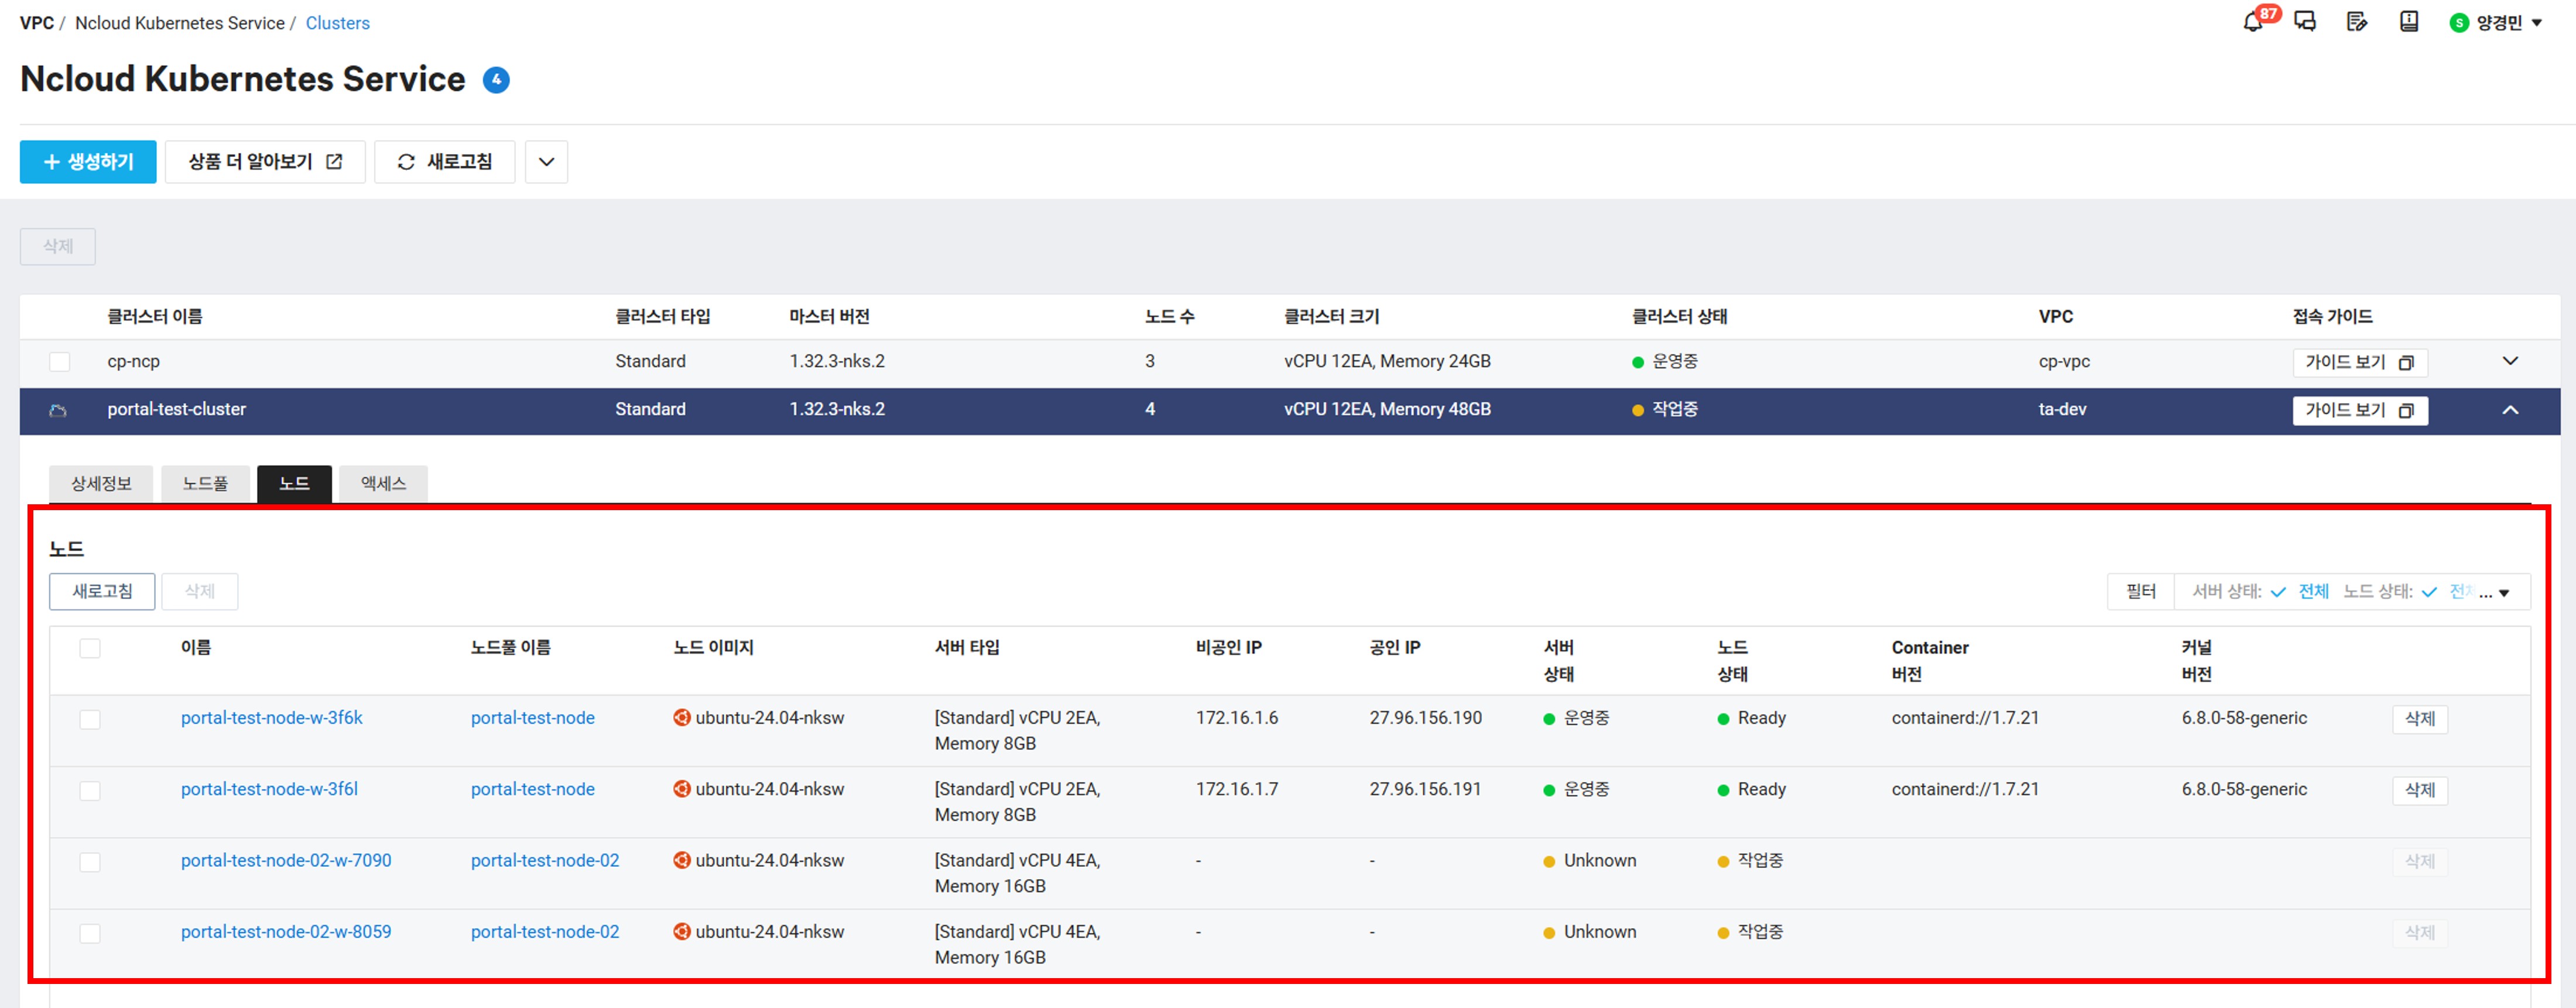 VPC / Ncloud Kubernetes Service / Clusters
87
S 양경민
Ncloud Kubernetes Service 4
+ 생성하기
상품 더 알아보기
새로고침
삭제
클러스터 이름 클러스터 타입 마스터 버전 노드 수 클러스터 크기 클러스터 상태 VPC 접속 가이드
cp-ncp Standard 1.32.3-nks.2 3 vCPU 12EA, Memory 24GB 운영중 cp-vpc 가이드 보기
portal-test-cluster Standard 1.32.3-nks.2 4 vCPU 12EA, Memory 48GB 작업중 ta-dev 가이드 보기
상세정보 노드풀 노드 액세스
노드
새로고침 삭제
필터 서버 상태: 전체 노드 상태: 전체 ...
이름 노드풀 이름 노드 이미지 서버 타입 비공인 IP 공인 IP 서버 노드 Container 커널
상태 상태 버전 버전
portal-test-node-w-3f6k portal-test-node ubuntu-24.04-nksw [Standard] vCPU 2EA, 172.16.1.6 27.96.156.190 운영중 Ready containerd://1.7.21 6.8.0-58-generic 삭제
Memory 8GB
portal-test-node-w-3f6l portal-test-node ubuntu-24.04-nksw [Standard] vCPU 2EA, 172.16.1.7 27.96.156.191 운영중 Ready containerd://1.7.21 6.8.0-58-generic 삭제
Memory 8GB
portal-test-node-02-w-7090 portal-test-node-02 ubuntu-24.04-nksw [Standard] vCPU 4EA, - - Unknown 작업중 삭제
Memory 16GB
portal-test-node-02-w-8059 portal-test-node-02 ubuntu-24.04-nksw [Standard] vCPU 4EA, - - Unknown 작업중 삭제
Memory 16GB